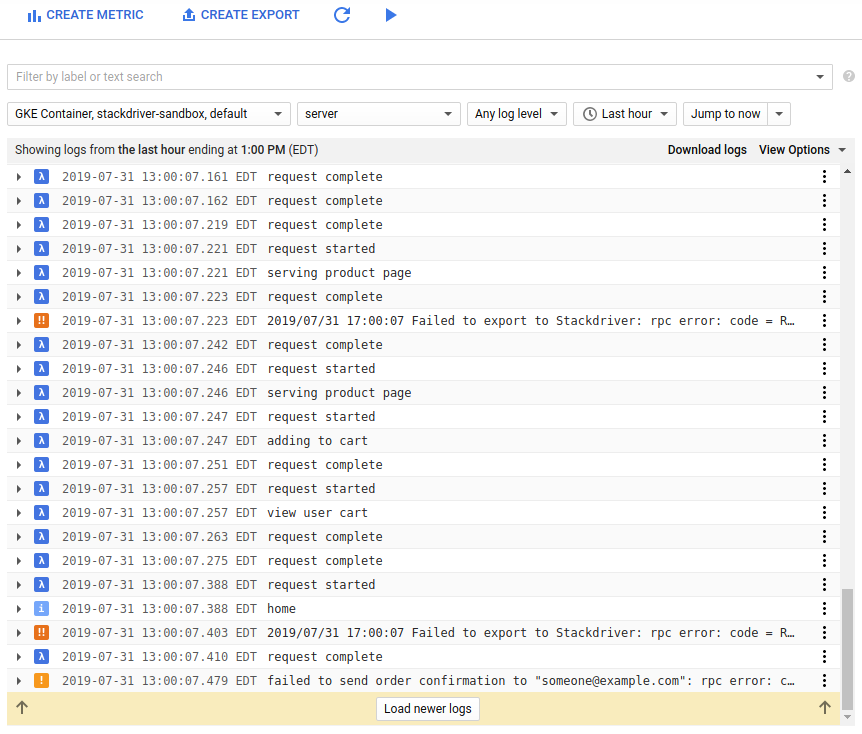 CREATE METRIC CREATE EXPORT
Filter by label or text search
GKE Container, stackdriver-sandbox, default server Any log level Last hour Jump to now
Showing logs from the last hour ending at 1:00 PM (EDT) Download logs View Options
λ 2019-07-31 13:00:07.161 EDT request complete
λ 2019-07-31 13:00:07.162 EDT request complete
λ 2019-07-31 13:00:07.219 EDT request complete
λ 2019-07-31 13:00:07.221 EDT request started
λ 2019-07-31 13:00:07.221 EDT serving product page
λ 2019-07-31 13:00:07.223 EDT request complete
!! 2019-07-31 13:00:07.223 EDT 2019/07/31 17:00:07 Failed to export to Stackdriver: rpc error: code = R…
λ 2019-07-31 13:00:07.242 EDT request complete
λ 2019-07-31 13:00:07.246 EDT request started
λ 2019-07-31 13:00:07.246 EDT serving product page
λ 2019-07-31 13:00:07.247 EDT request started
λ 2019-07-31 13:00:07.247 EDT adding to cart
λ 2019-07-31 13:00:07.251 EDT request complete
λ 2019-07-31 13:00:07.257 EDT request started
λ 2019-07-31 13:00:07.257 EDT view user cart
λ 2019-07-31 13:00:07.263 EDT request complete
λ 2019-07-31 13:00:07.275 EDT request complete
λ 2019-07-31 13:00:07.388 EDT request started
i 2019-07-31 13:00:07.388 EDT home
!! 2019-07-31 13:00:07.403 EDT 2019/07/31 17:00:07 Failed to export to Stackdriver: rpc error: code = R…
λ 2019-07-31 13:00:07.410 EDT request complete
! 2019-07-31 13:00:07.479 EDT failed to send order confirmation to "someone@example.com": rpc error: c…
Load newer logs